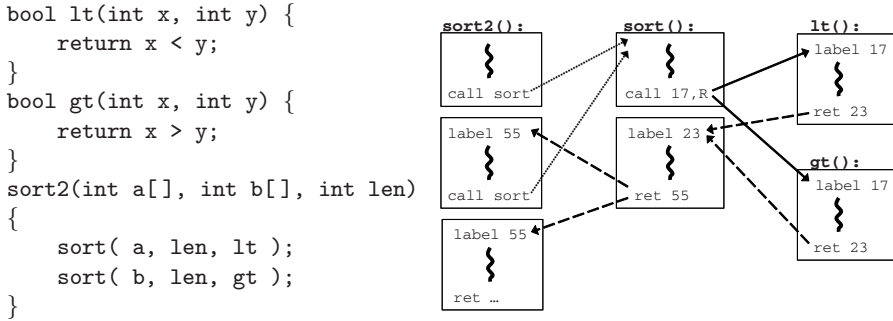 bool lt(int x, int y) {
return x < y;
}
bool gt(int x, int y) {
return x > y;
}
sort2(int a[], int b[], int len)
{
sort( a, len, lt );
sort( b, len, gt );
}
sort2():
call sort
label 55
call sort
label 55
ret …
sort():
call 17,R
label 23
ret 55
lt():
label 17
ret 23
gt():
label 17
ret 23